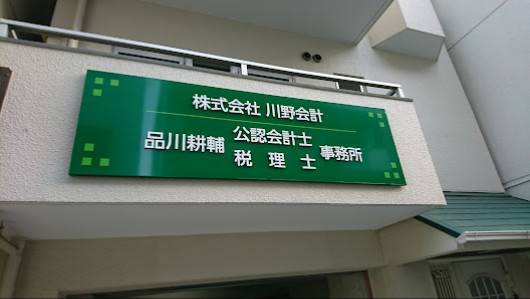 株式会社 川野会計
品川耕輔 公認会計士 税理士 事務所